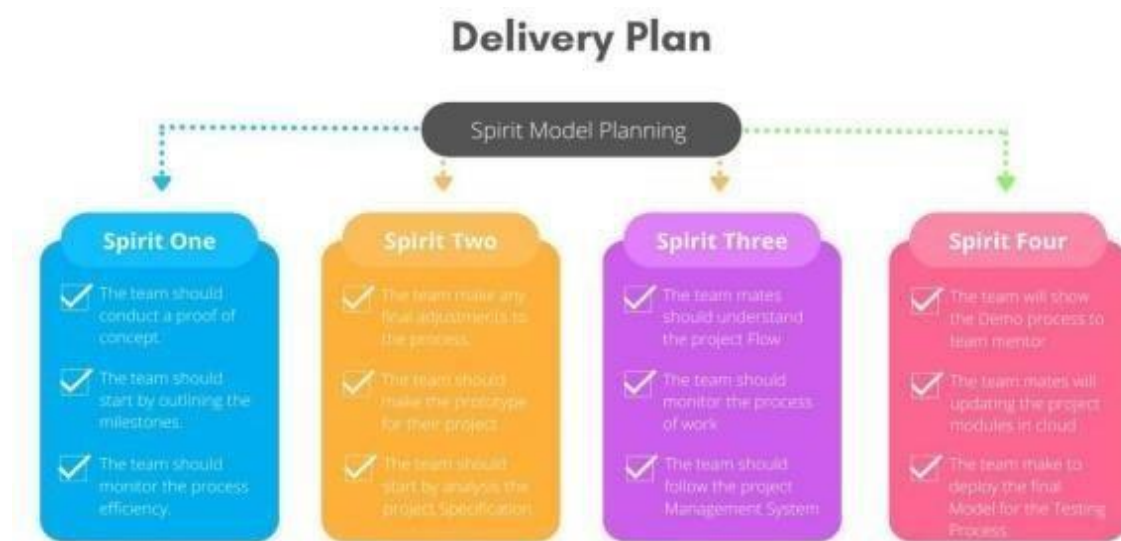 Delivery Plan
Spirit Model Planning
Spirit One
The team should
conduct a proof of
concept.
The team should
start by outlining the
milestones.
The team should
monitor the process
efficiency.
Spirit Two
The team make any
final adjustments to
the process.
The team should
make the prototype
for their project
The team should
start by analysis the
project Specification
Spirit Three
The team mates
should understand
the project Flow
The team should
monitor the process
of work
The team should
follow the project
Management System
Spirit Four
The team will show
the Demo process to
team mentor
The team mates will
updating the project
modules in cloud
The team make to
deploy the final
Model for the Testing
Process